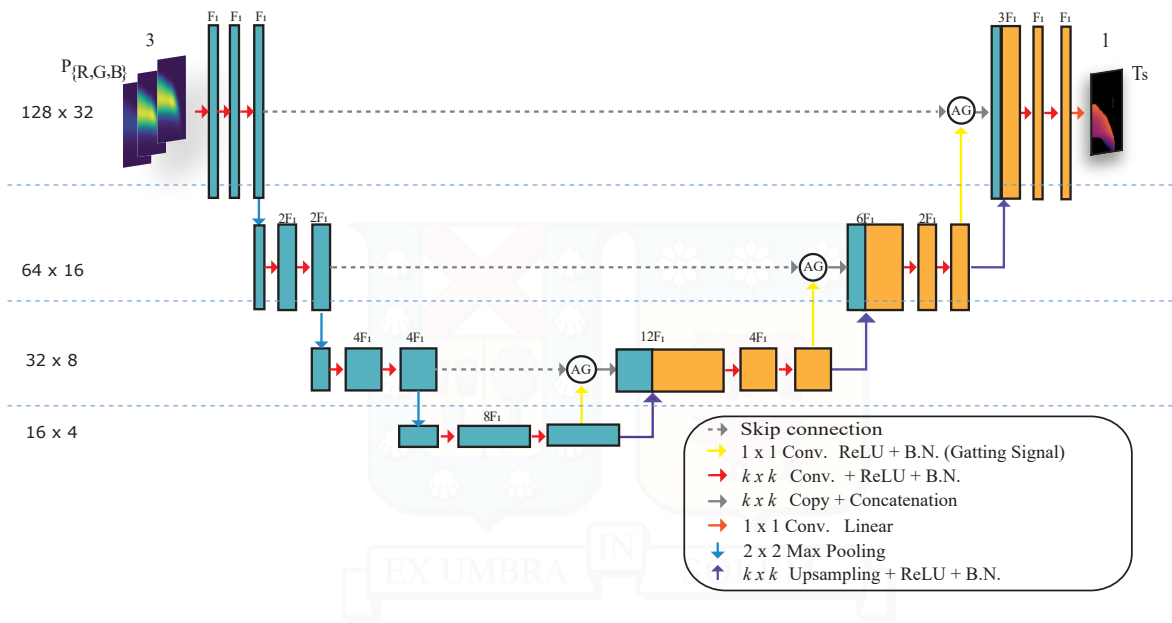 F₁ F₁ F₁
3F₁ F₁ F₁
3
1
P{R,G,B}
Ts
128 x 32
AG
2F₁ 2F₁
6F₁ 2F₁
64 x 16
AG
4F₁ 4F₁
12F₁ 4F₁
32 x 8
AG
8F₁
16 x 4
Skip connection
1 x 1 Conv. ReLU + B.N. (Gatting Signal)
k x k Conv. + ReLU + B.N.
k x k Copy + Concatenation
1 x 1 Conv. Linear
2 x 2 Max Pooling
k x k Upsampling + ReLU + B.N.
EX UMBRA IN